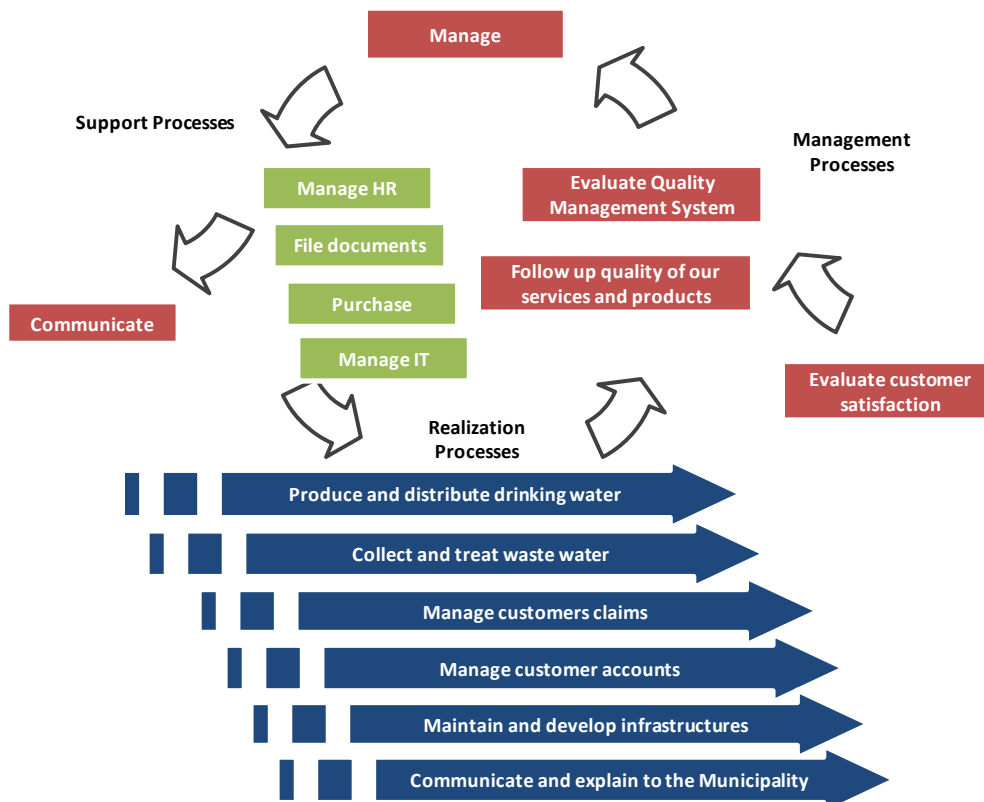 Manage
Support Processes
Management
Processes
Manage HR
Evaluate Quality
Management System
File documents
Follow up quality of our
services and products
Purchase
Communicate
Manage IT
Evaluate customer
satisfaction
Realization
Processes
Produce and distribute drinking water
Collect and treat waste water
Manage customers claims
Manage customer accounts
Maintain and develop infrastructures
Communicate and explain to the Municipality